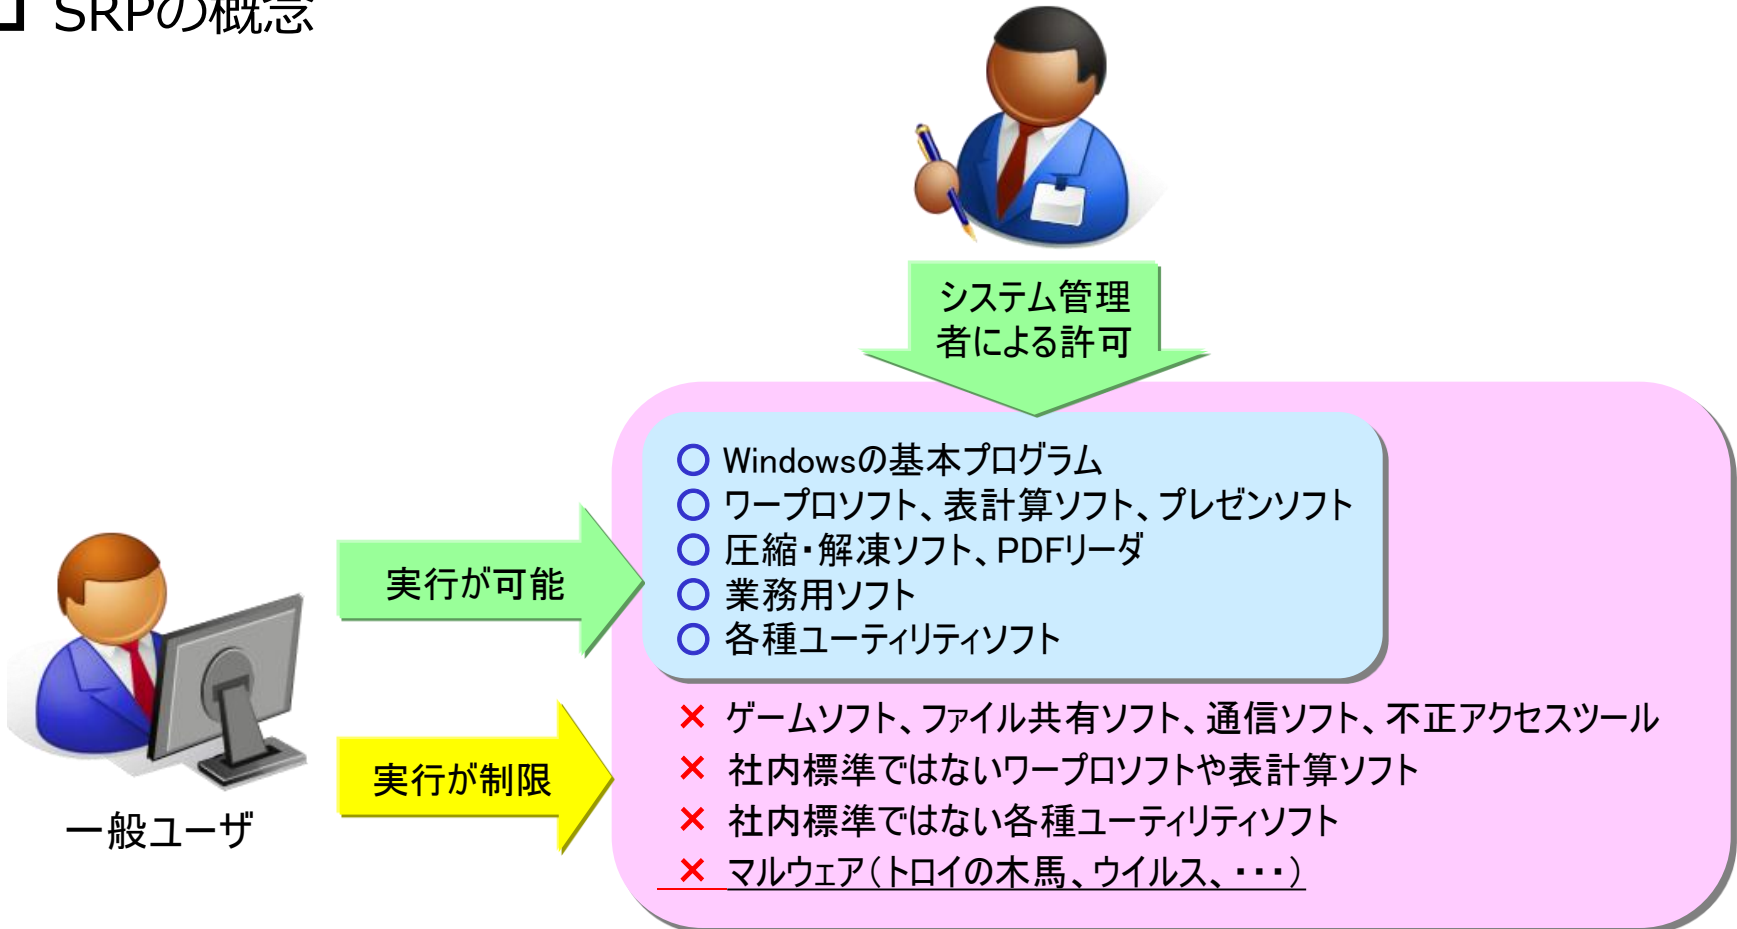 SRPの概念
システム管理
者による許可
○ Windowsの基本プログラム
○ ワープロソフト、表計算ソフト、プレゼンソフト
○ 圧縮・解凍ソフト、PDFリーダ
○ 業務用ソフト
○ 各種ユーティリティソフト
実行が可能
× ゲームソフト、ファイル共有ソフト、通信ソフト、不正アクセスツール
× 社内標準ではないワープロソフトや表計算ソフト
× 社内標準ではない各種ユーティリティソフト
× マルウェア（トロイの木馬、ウイルス、・・・）
実行が制限
一般ユーザ